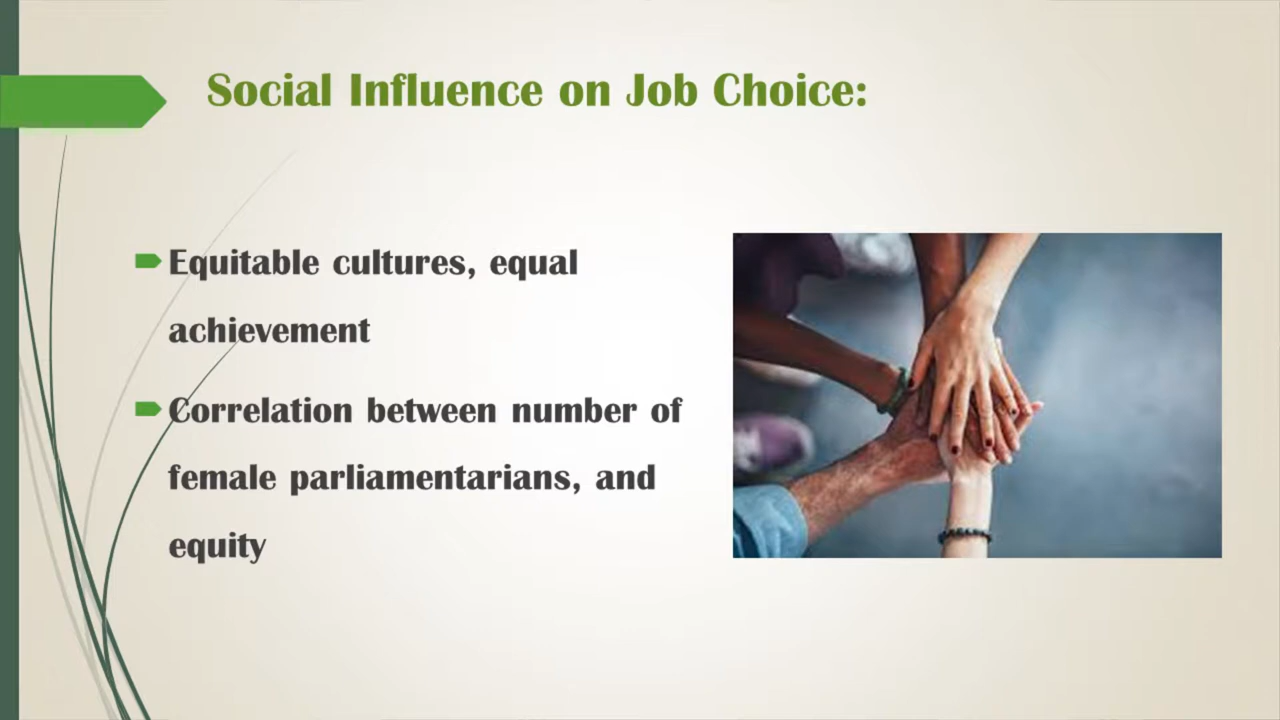 Social Influence on Job Choice:
Equitable cultures, equal
achievement
Correlation between number of
female parliamentarians, and
equity